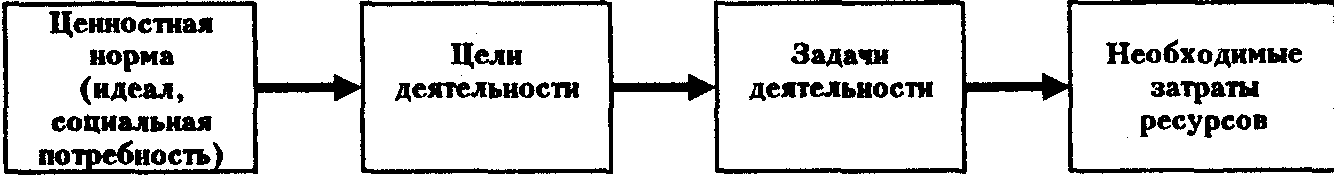 Ценностная
норма
(идеал,
социальная
потребность)
Цели
деятельности
Задачи
деятельности
Необходимые
затраты
ресурсов